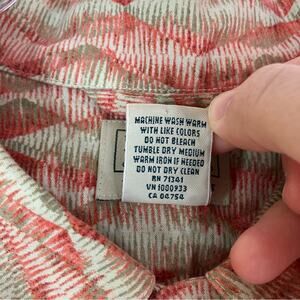 MACHINE WASH WARM
WITH LIKE COLORS
DO NOT BLEACH
TUMBLE DRY MEDIUM
WARM IRON IF NEEDED
DO NOT DRY CLEAN
RN 71341
VN 1000933
CA 04754